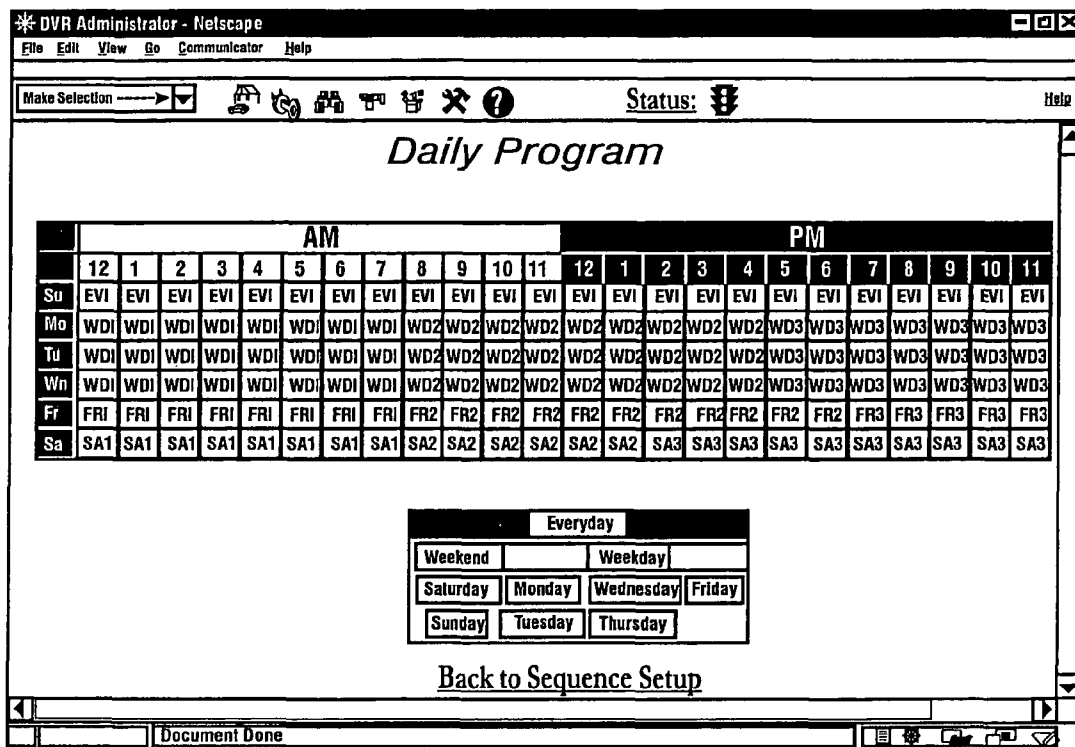 DVR Administrator - Netscape
File Edit View Go Communicator Help
Make Selection Status: Help
Daily Program
AM PM
12 1 2 3 4 5 6 7 8 9 10 11 12 1 2 3 4 5 6 7 8 9 10 11
Su EVI EVI EVI EVI EVI EVI EVI EVI EVI EVI EVI EVI EVI EVI EVI EVI EVI EVI EVI EVI EVI EVI EVI EVI
Mo WDI WDI WDI WDI WDI WDI WDI WDI WD2 WD2 WD2 WD2 WD2 WD2 WD2 WD2 WD2 WD3 WD3 WD3 WD3 WD3 WD3 WD3
Tu WDI WDI WDI WDI WDI WDI WDI WDI WD2 WD2 WD2 WD2 WD2 WD2 WD2 WD2 WD2 WD3 WD3 WD3 WD3 WD3 WD3 WD3
Wn WDI WDI WDI WDI WDI WDI WDI WDI WD2 WD2 WD2 WD2 WD2 WD2 WD2 WD2 WD2 WD3 WD3 WD3 WD3 WD3 WD3 WD3
Fr FRI FRI FRI FRI FRI FRI FRI FRI FR2 FR2 FR2 FR2 FR2 FR2 FR2 FR2 FR2 FR2 FR2 FR3 FR3 FR3 FR3 FR3
Sa SA1 SA1 SA1 SA1 SA1 SA1 SA1 SA1 SA2 SA2 SA2 SA2 SA2 SA2 SA3 SA3 SA3 SA3 SA3 SA3 SA3 SA3 SA3 SA3
Everyday
Weekend Weekday
Saturday Monday Wednesday Friday
Sunday Tuesday Thursday
Back to Sequence Setup
Document Done